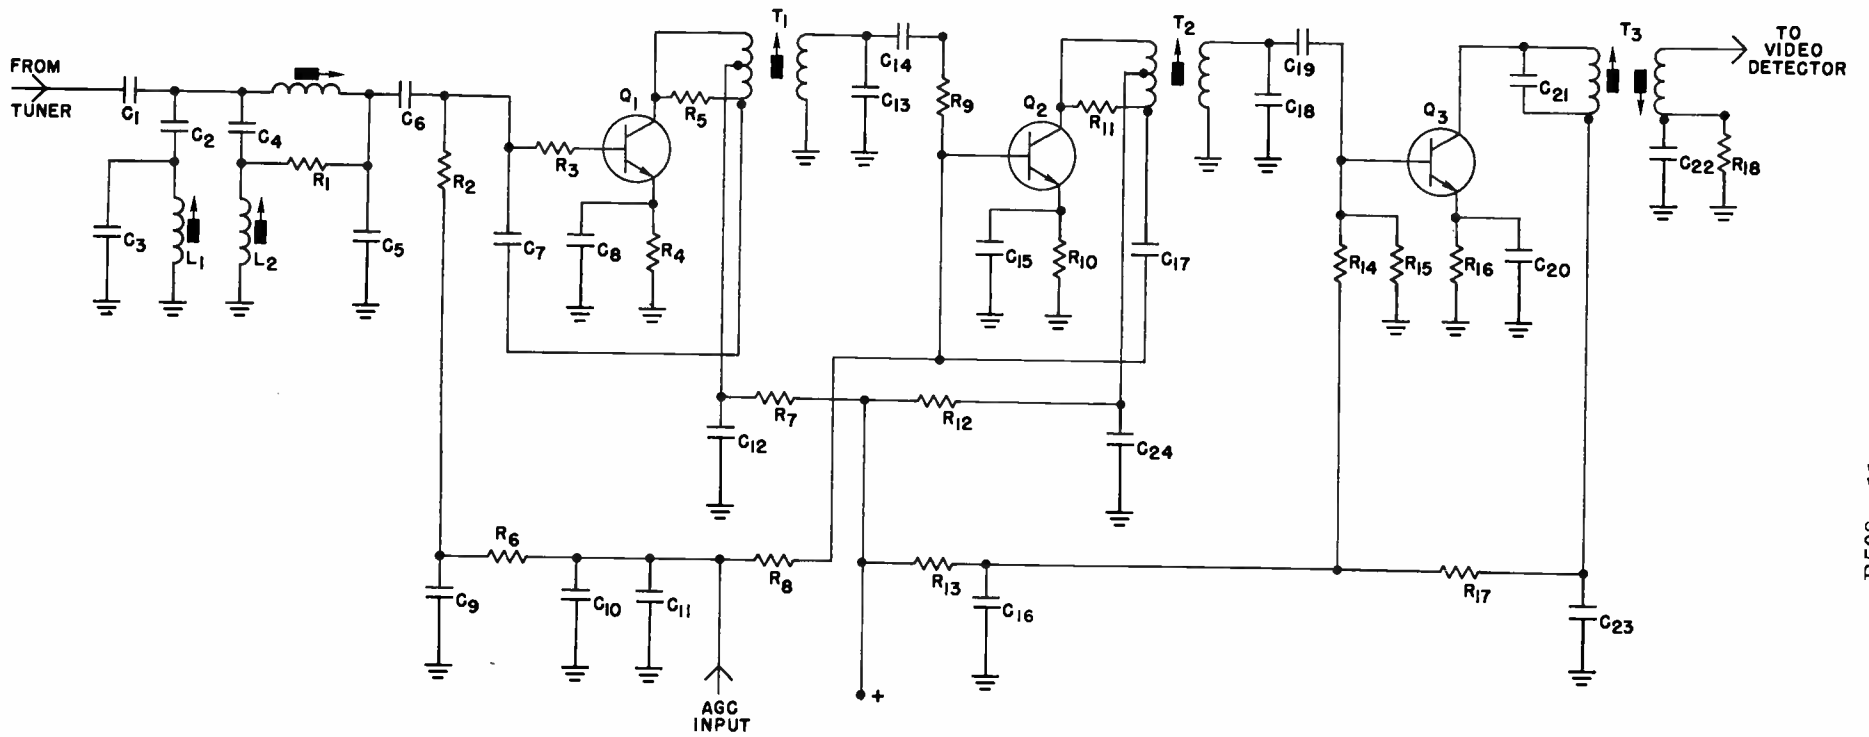 FROM
TUNER
C1
C2
C3
L1
C4
L2
R1
C5
C6
R2
R3
C7
Q1
C8
R4
R5
T1
C13
C14
R9
Q2
C15
R10
R11
C17
T2
C18
C19
Q3
R14
R15
R16
C20
C21
T3
C22
R18
TO
VIDEO
DETECTOR
R7
C12
R12
C24
R6
C9
C10
C11
R8
AGC
INPUT
+
R13
C16
R17
C23